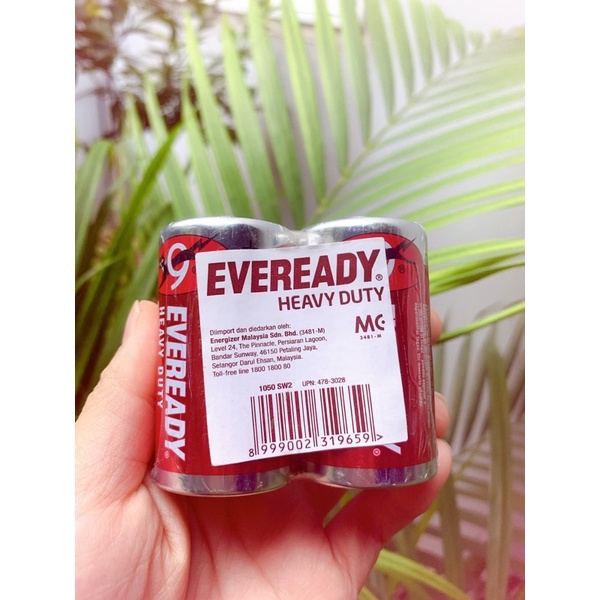 EVEREADY®
HEAVY DUTY
Diimport dan diedarkan oleh:
Energizer Malaysia Sdn. Bhd. (3481-M)
Level 24, The Pinnacle, Persiaran Lagoon,
Bandar Sunway, 46150 Petaling Jaya,
Selangor Darul Ehsan, Malaysia.
Toll-free line 1800 1800 80
MC
3481-M
1050 SW2 UPN: 478-3028
8 999002 319659 >
9
EVEREADY®
HEAVY DUTY